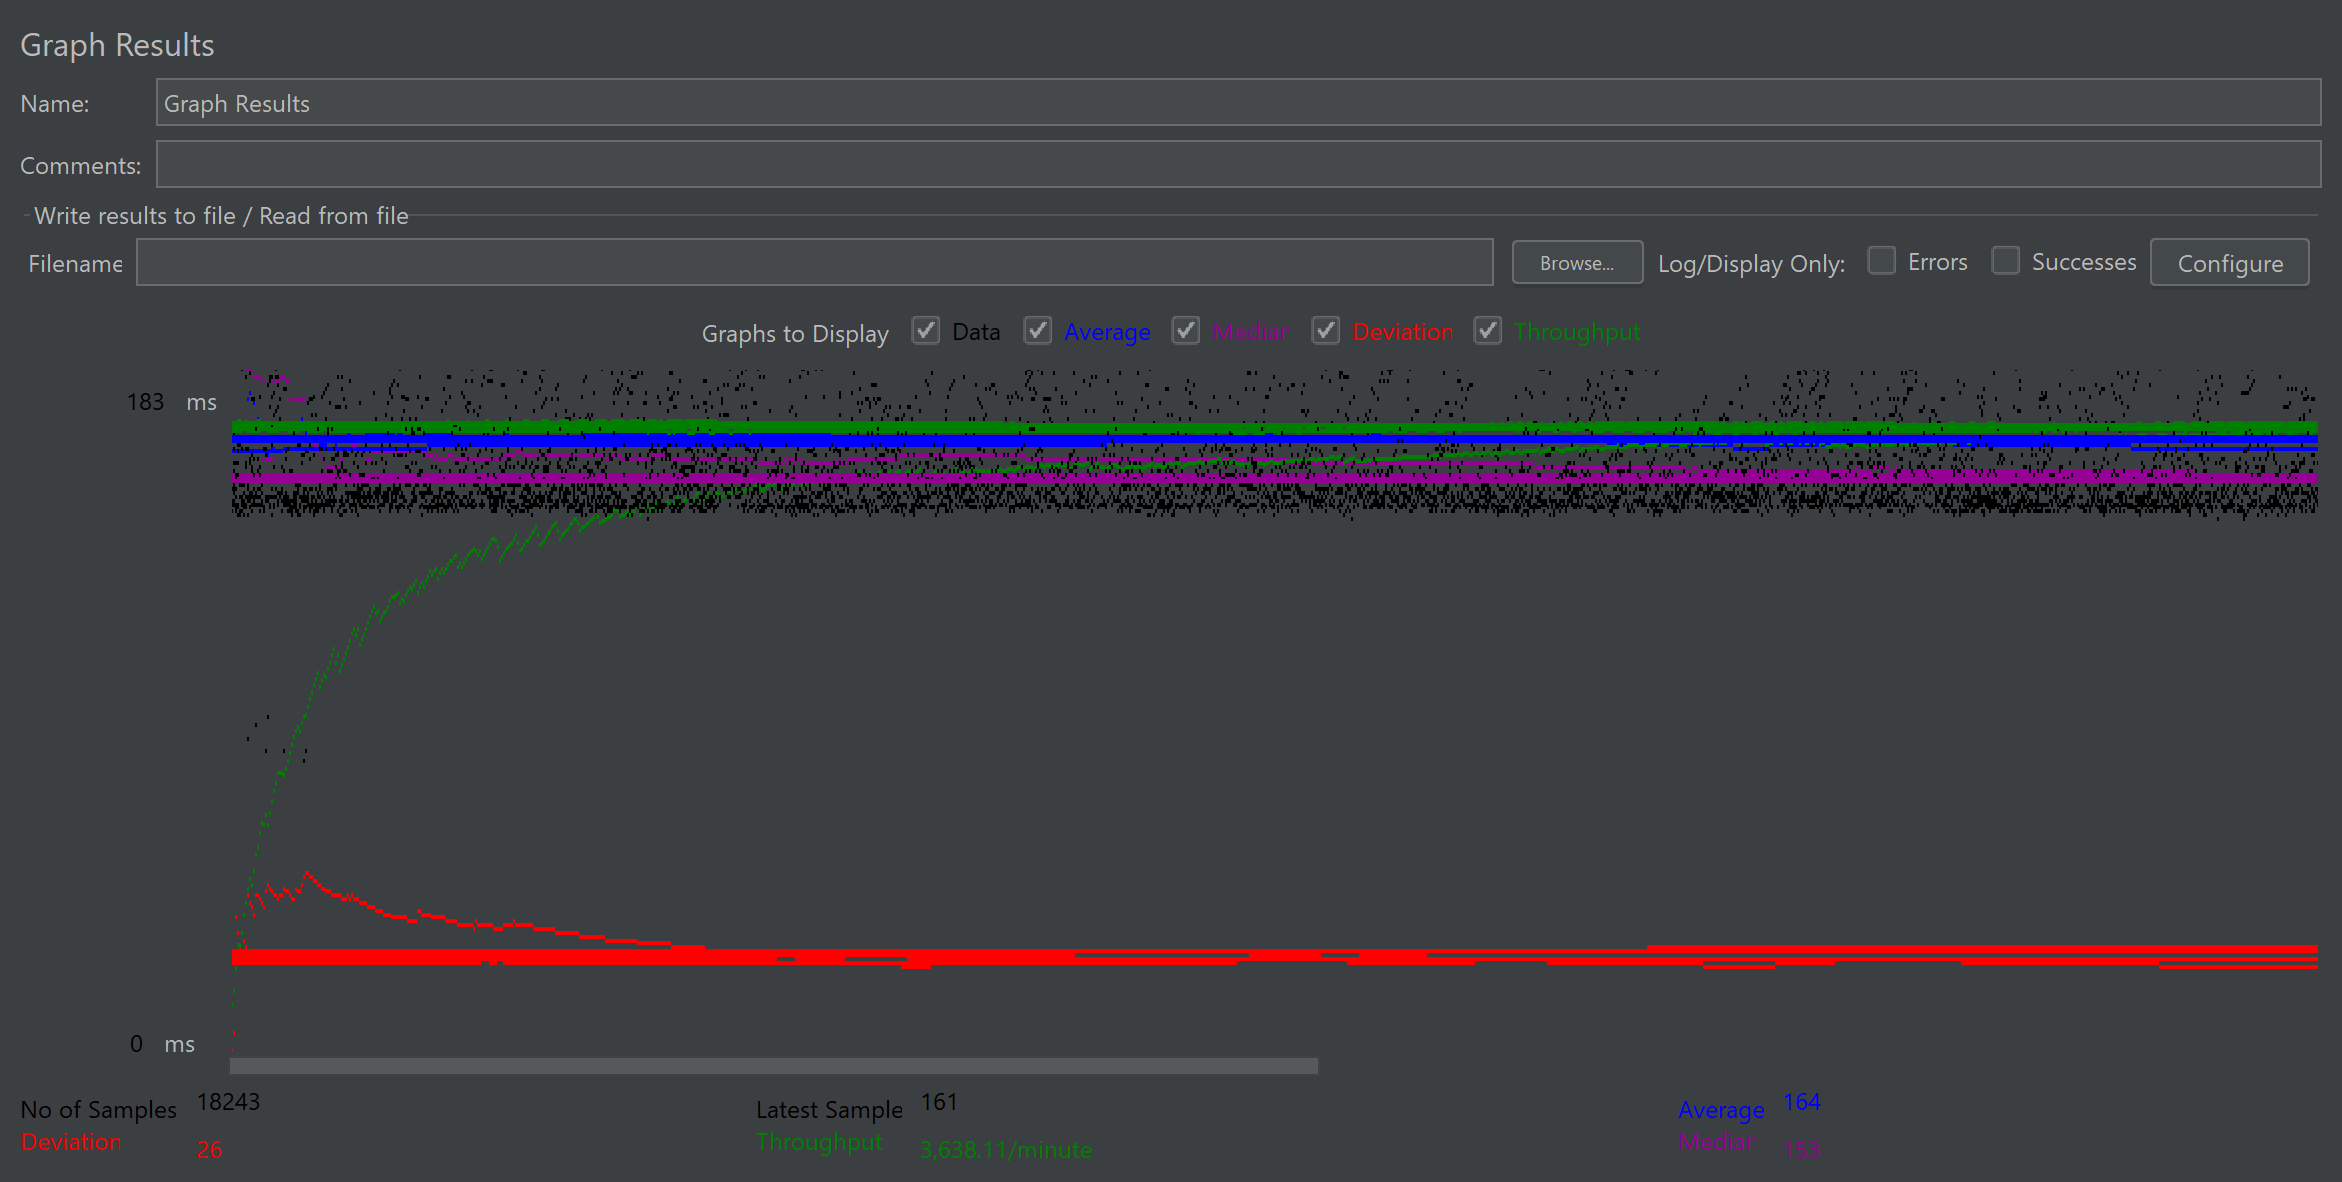 Graph Results
Name: Graph Results
Comments:
Write results to file / Read from file
Filename Browse... Log/Display Only: Errors Successes Configure
Graphs to Display Data Average Median Deviation Throughput
183 ms
0 ms
No of Samples 18243 Latest Sample 161 Average 164
Deviation 26 Throughput 3,638.11/minute Median 153